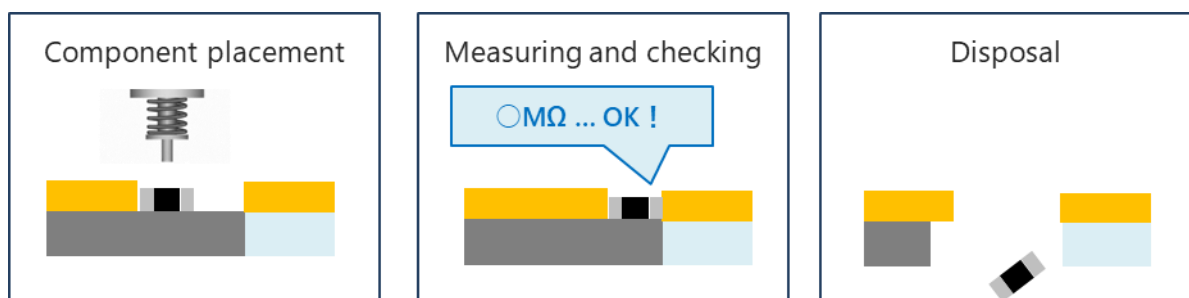 Component placement
Measuring and checking
○MΩ ... OK !
Disposal